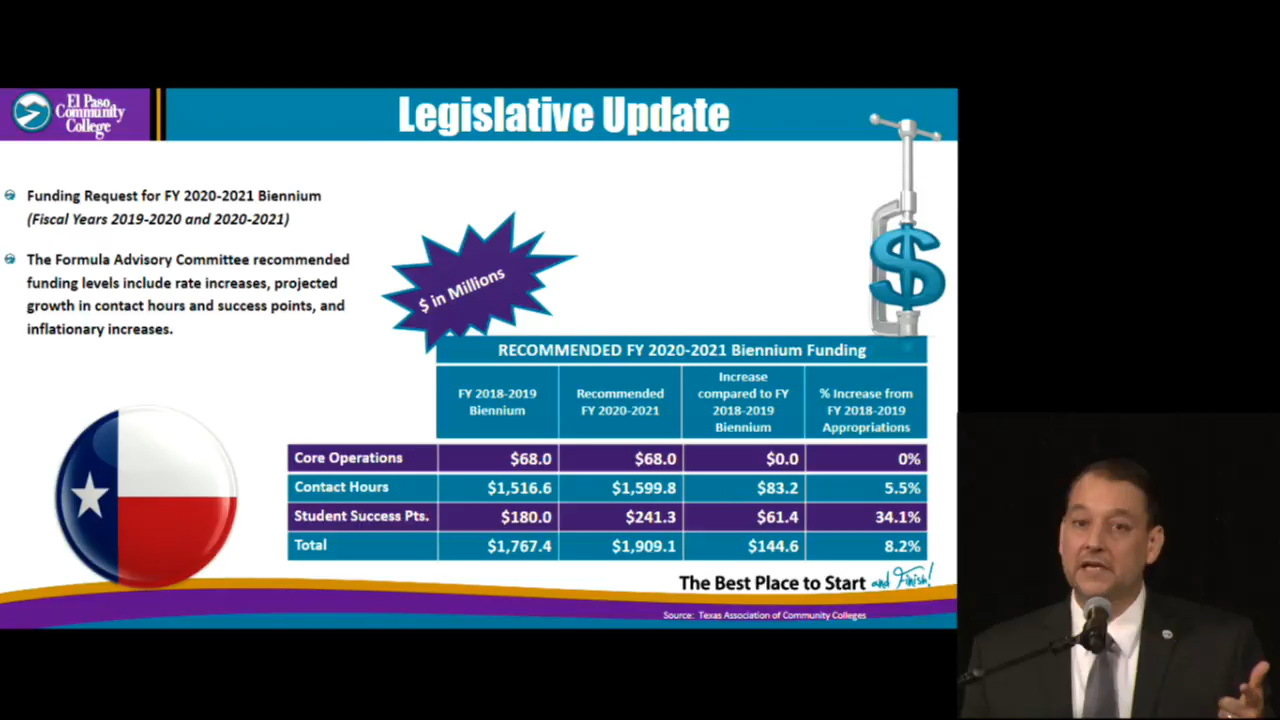 El Paso
Community
College
Legislative Update
Funding Request for FY 2020-2021 Biennium
(Fiscal Years 2019-2020 and 2020-2021)
The Formula Advisory Committee recommended
funding levels include rate increases, projected
growth in contact hours and success points, and
inflationary increases.
$ in Millions
$
RECOMMENDED FY 2020-2021 Biennium Funding
FY 2018-2019
Biennium
Recommended
FY 2020-2021
Increase
compared to FY
2018-2019
Biennium
% Increase from
FY 2018-2019
Appropriations
Core Operations $68.0 $68.0 $0.0 0%
Contact Hours $1,516.6 $1,599.8 $83.2 5.5%
Student Success Pts. $180.0 $241.3 $61.4 34.1%
Total $1,767.4 $1,909.1 $144.6 8.2%
The Best Place to Start and Finish!
Source: Texas Association of Community Colleges